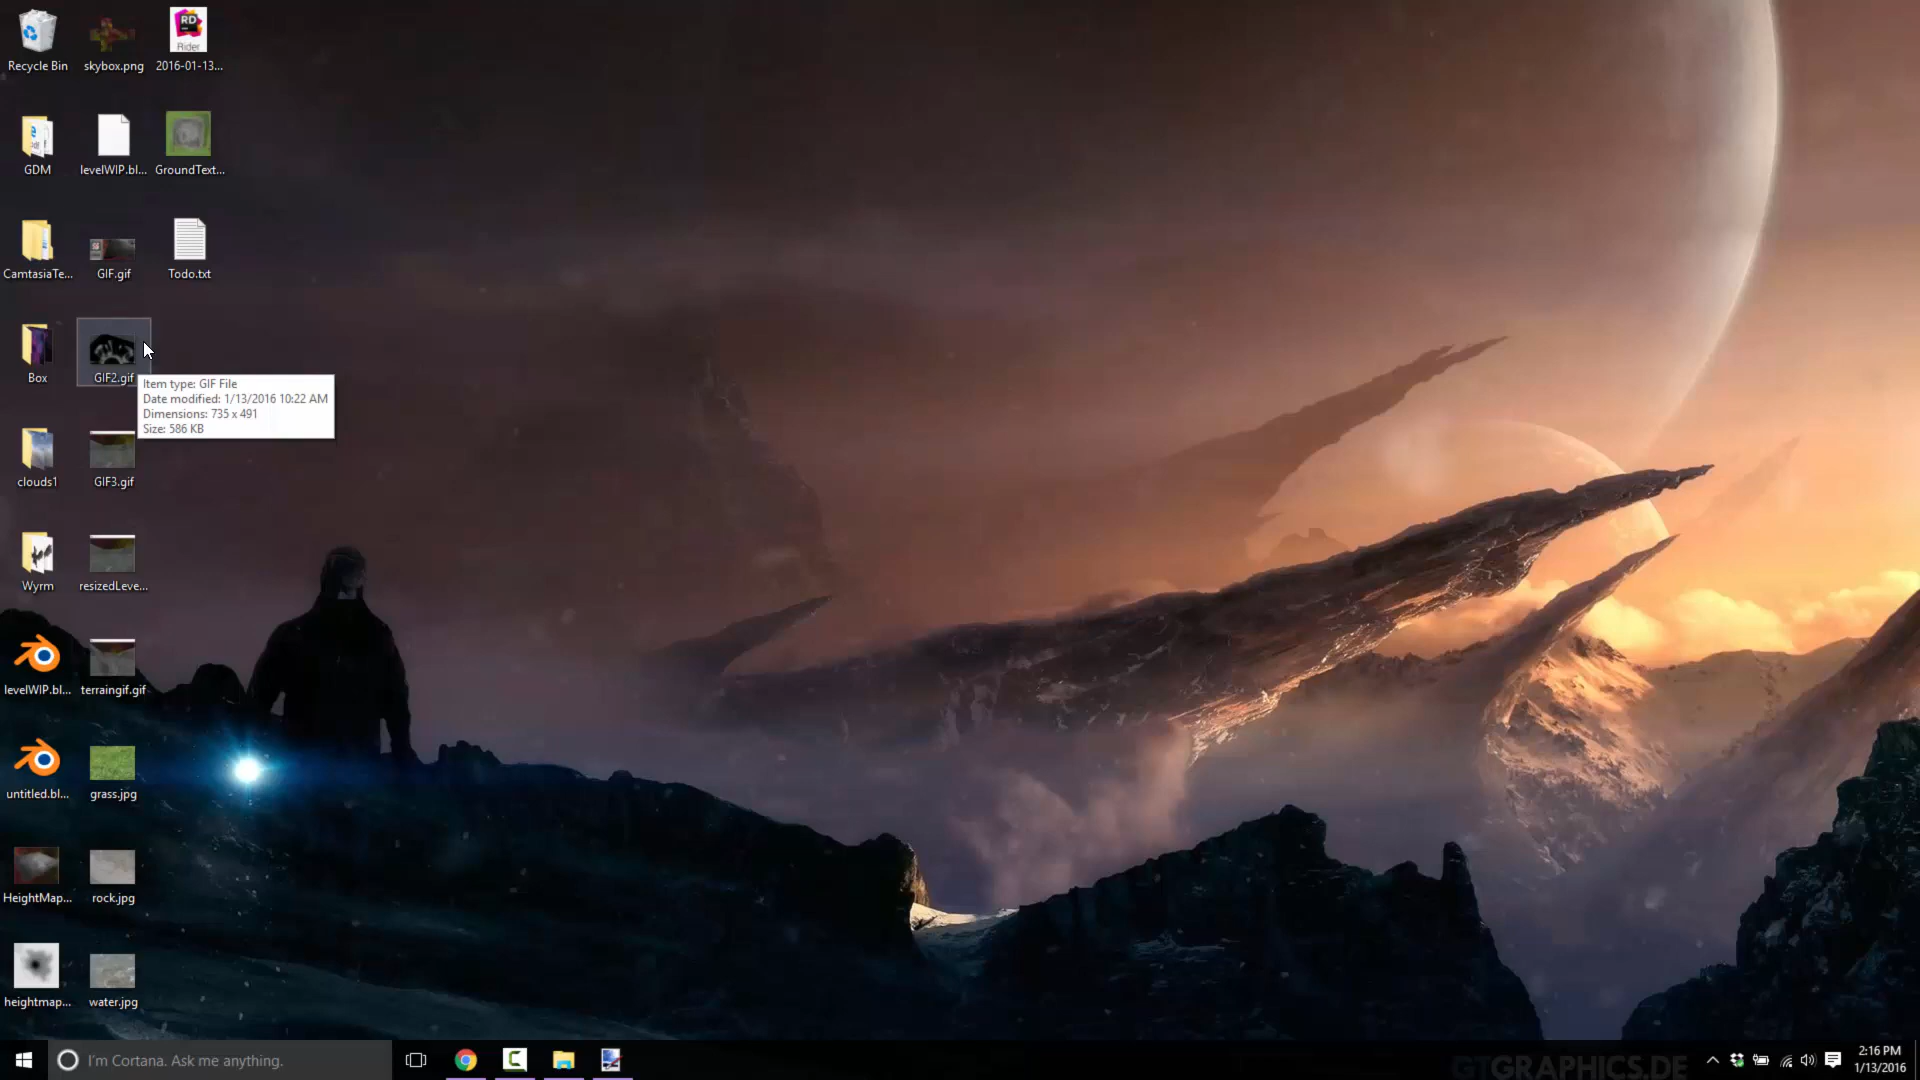 Recycle Bin
skybox.png
RD
Rider
2016-01-13...
GDM
levelWIP.bl...
GroundText...
CamtasiaTe...
GIF.gif
Todo.txt
Box
GIF2.gif
Item type: GIF File
Date modified: 1/13/2016 10:22 AM
Dimensions: 735 x 491
Size: 586 KB
clouds1
GIF3.gif
Wyrm
resizedLeve...
levelWIP.bl...
terraingif.gif
untitled.bl...
grass.jpg
HeightMap...
rock.jpg
heightmap...
water.jpg
I'm Cortana. Ask me anything.
GTGRAPHICS.DE
2:16 PM
1/13/2016